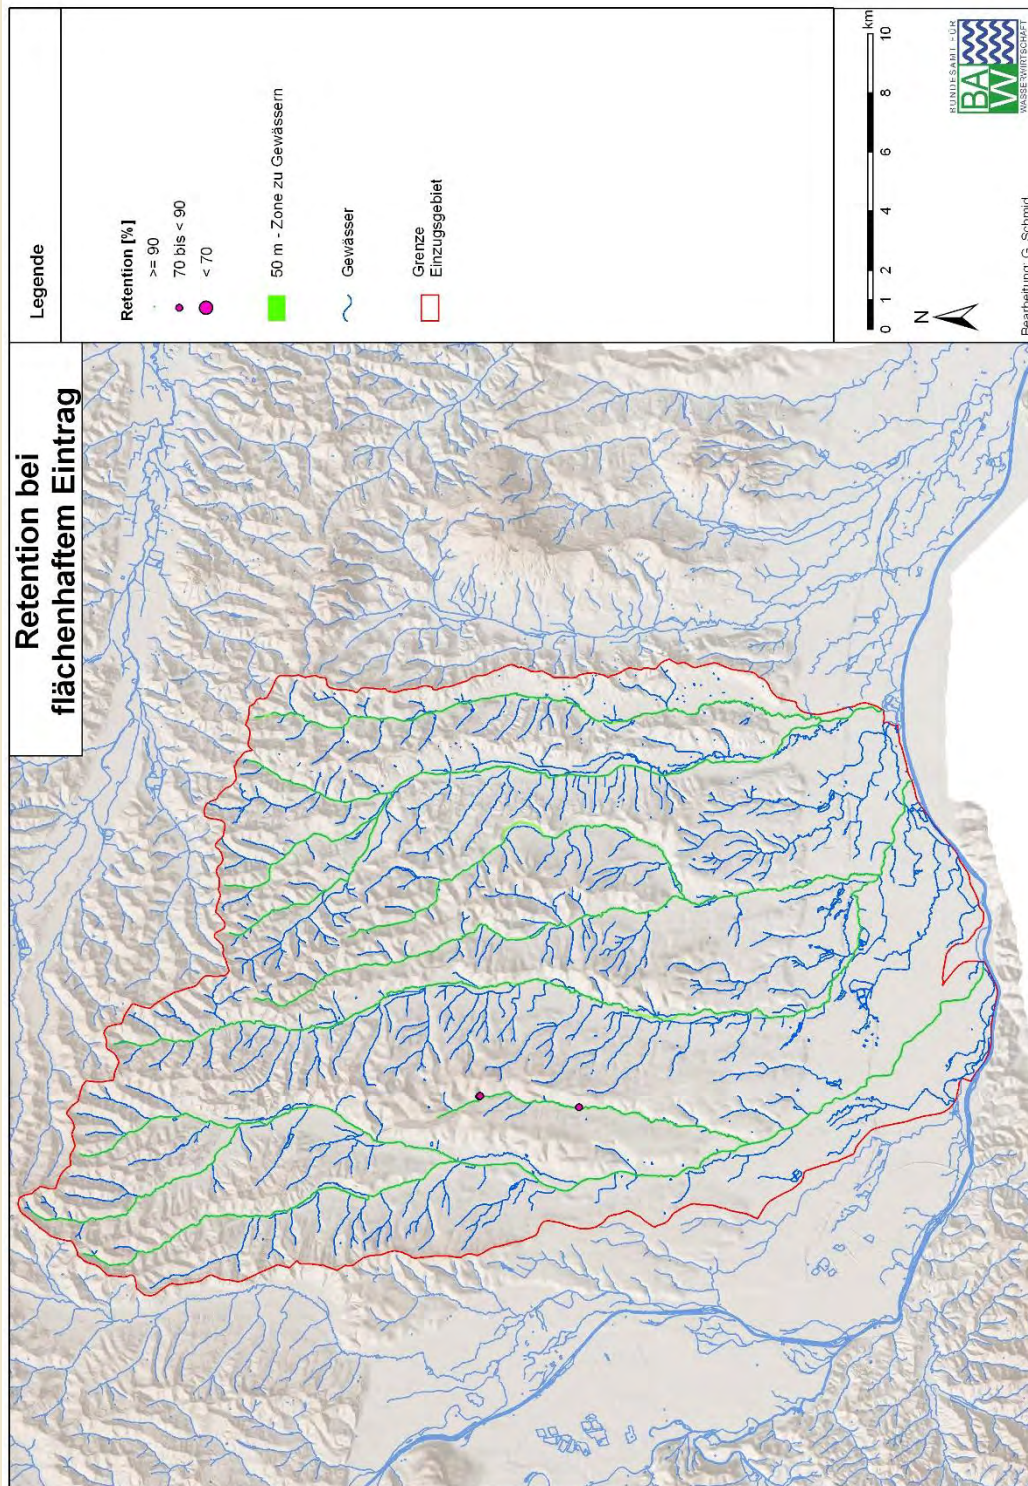 Retention bei
flächenhaftem Eintrag
Legende
Retention [%]
>= 90
70 bis < 90
< 70
50 m - Zone zu Gewässern
Gewässer
Grenze
Einzugsgebiet
km
0 1 2 4 6 8 10
N
BUNDESAMT FÜR
BA
W
WASSERWIRTSCHAFT
Bearbeitung: G. Schmid